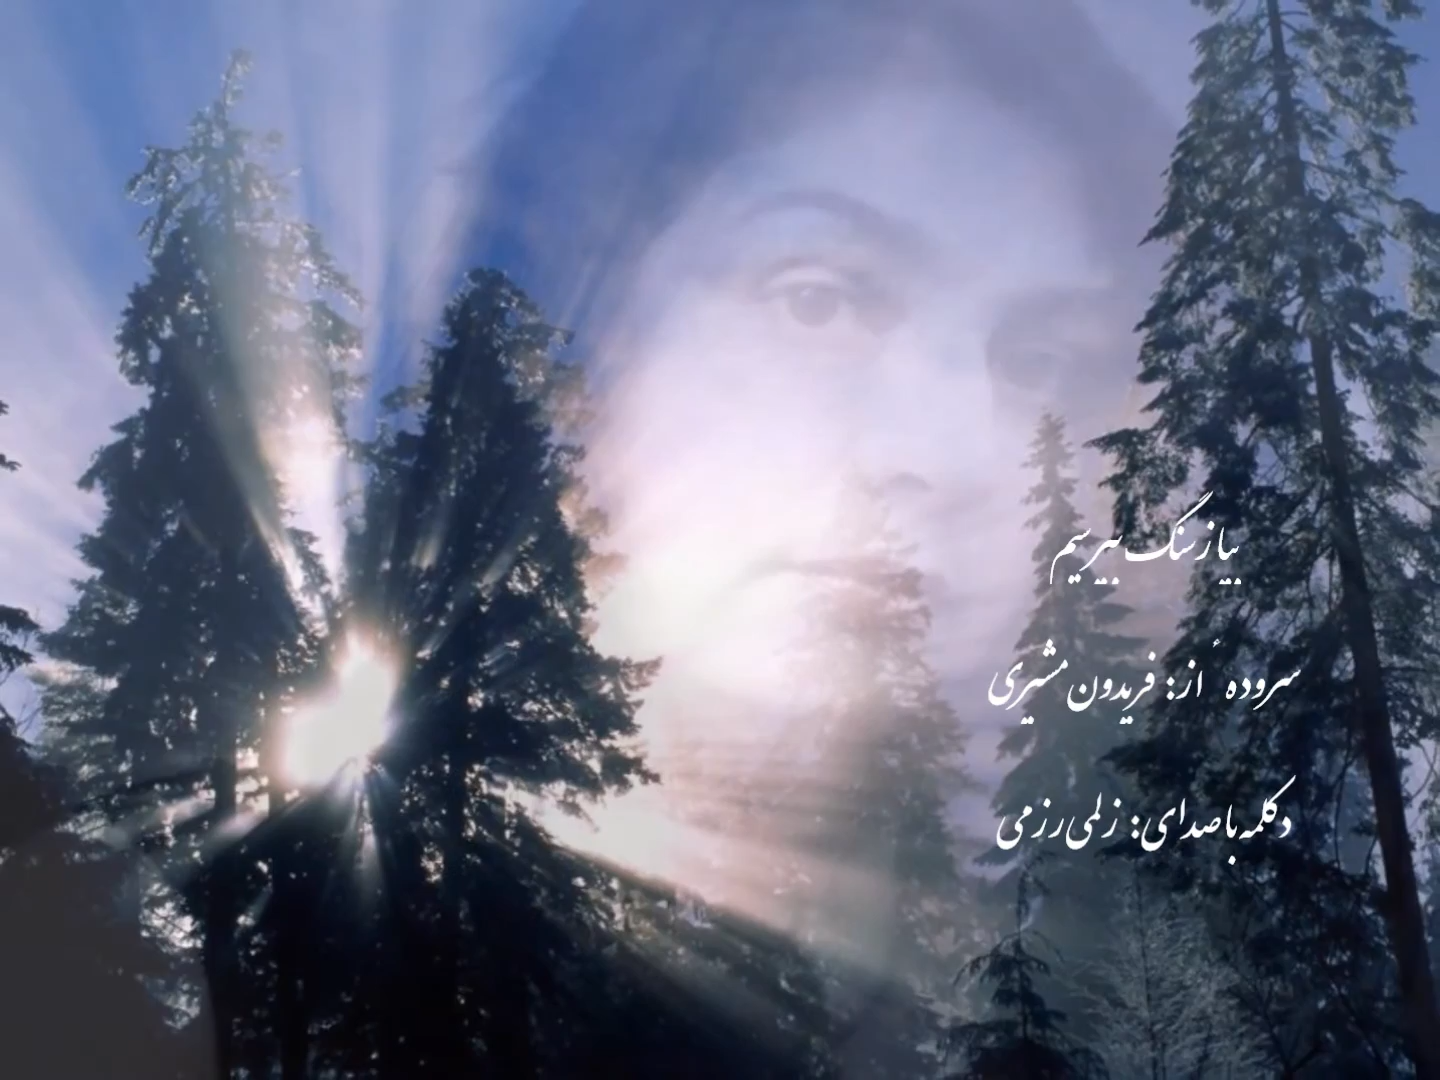 بیا ز سنگ بپرسیم
سرودهٔ از: فریدون مشیری
دکلمه با صدای: زلمی رزمی